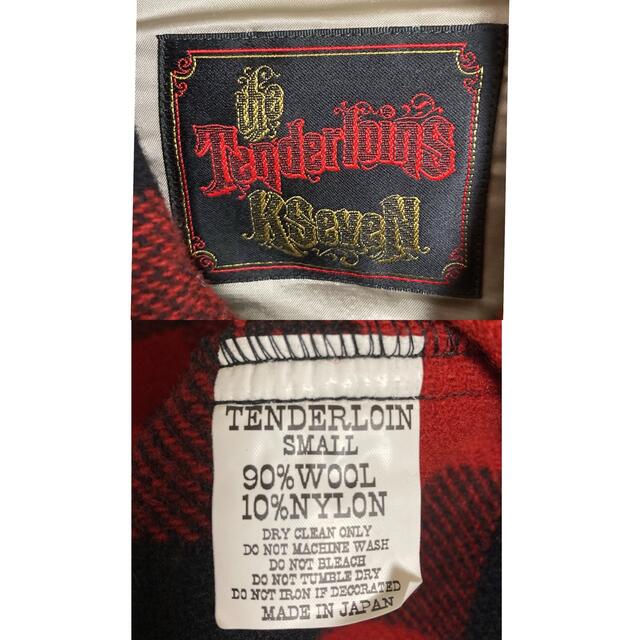 the
Tenderloins
KSeveN
TENDERLOIN
SMALL
90%WOOL
10%NYLON
DRY CLEAN ONLY
DO NOT MACHINE WASH
DO NOT BLEACH
DO NOT TUMBLE DRY
DO NOT IRON IF DECORATED
MADE IN JAPAN